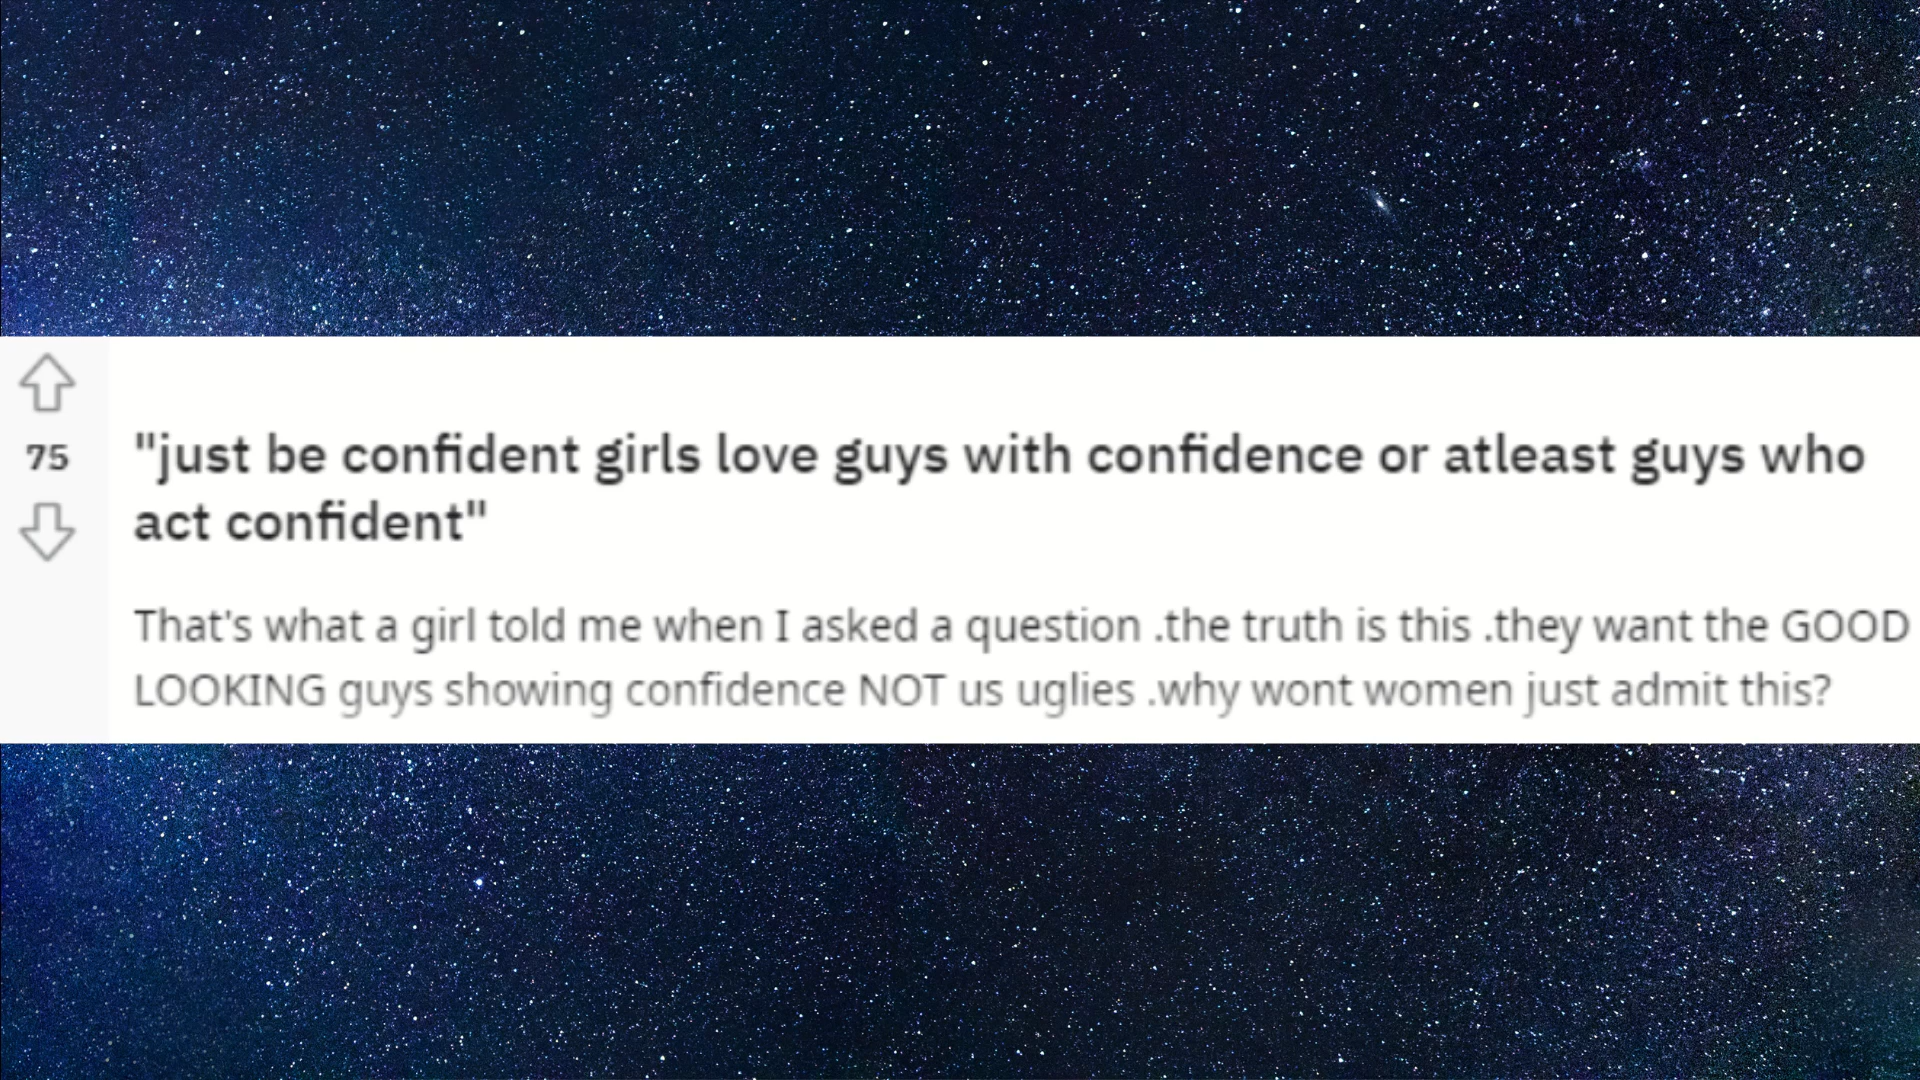 75
"just be confident girls love guys with confidence or atleast guys who
act confident"
That's what a girl told me when I asked a question .the truth is this .they want the GOOD
LOOKING guys showing confidence NOT us uglies .why wont women just admit this?